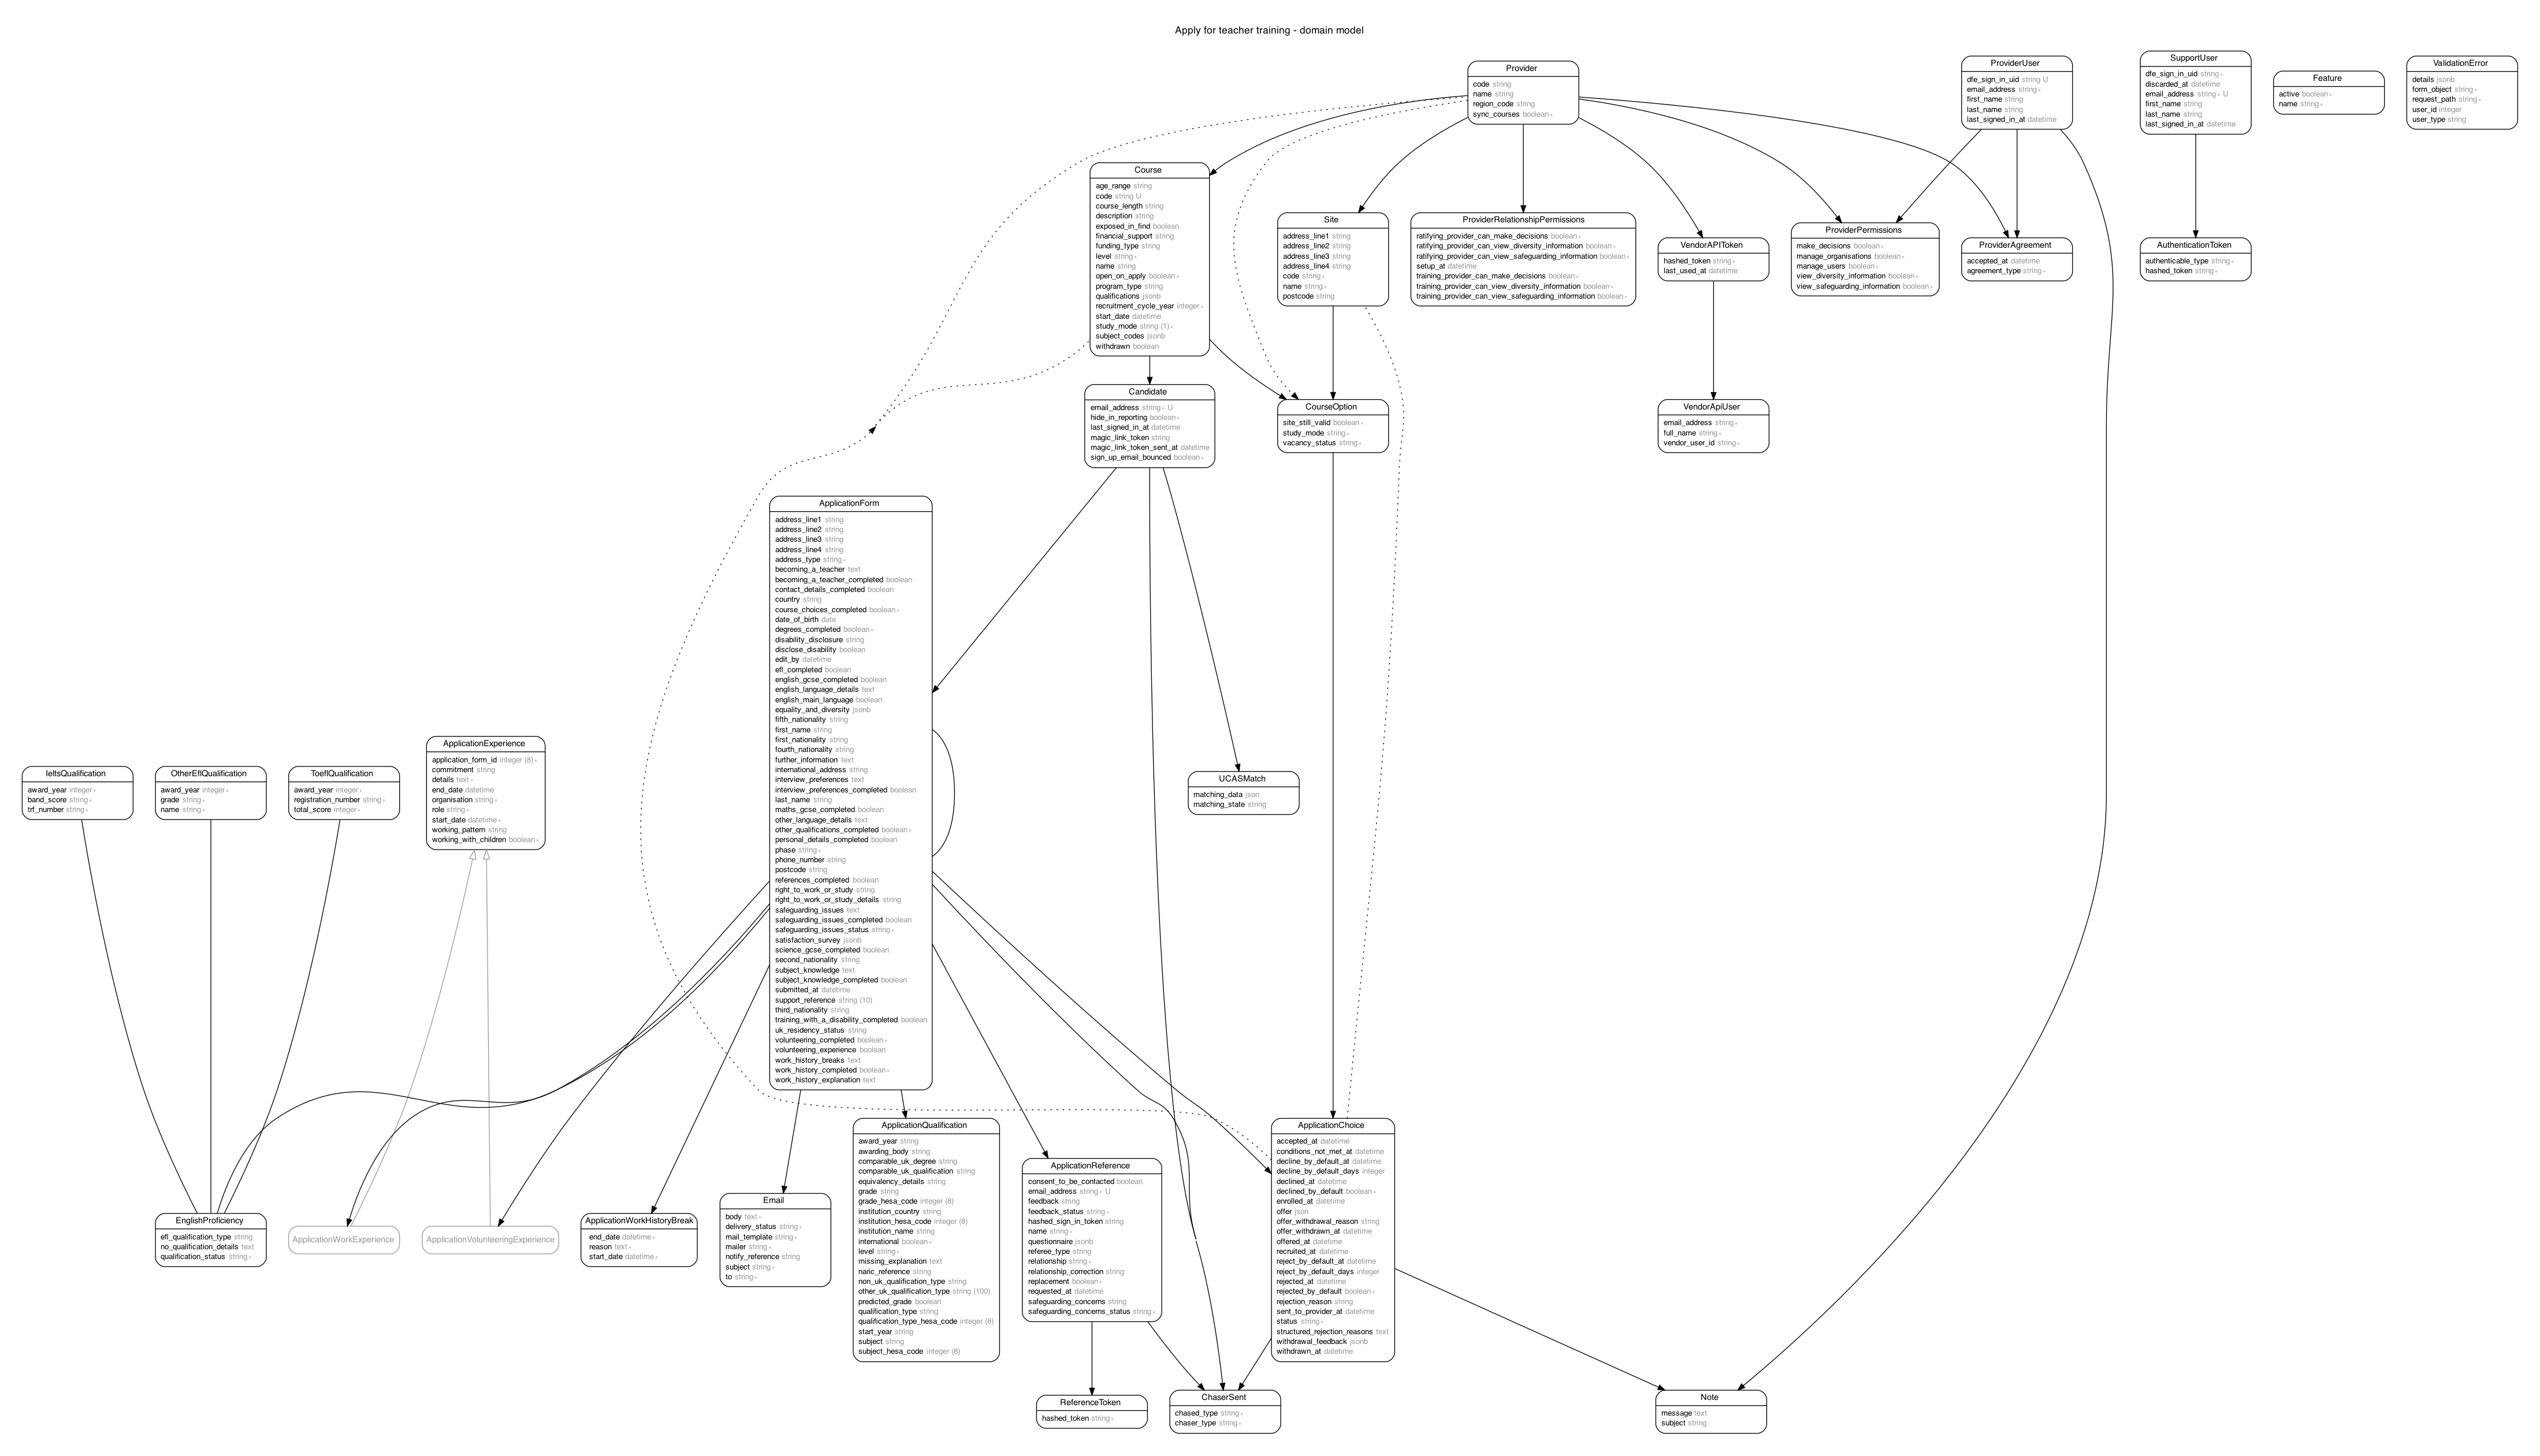 Apply for teacher training - domain model
Provider
code string
name string
region_code string
sync_courses boolean ∗
ProviderUser
dfe_sign_in_uid string U
email_address string ∗
first_name string
last_name string
last_signed_in_at datetime
SupportUser
dfe_sign_in_uid string ∗
discarded_at datetime
email_address string ∗ U
first_name string
last_name string
last_signed_in_at datetime
Feature
active boolean ∗
name string ∗
ValidationError
details jsonb
form_object string ∗
request_path string ∗
user_id integer
user_type string
Course
age_range string
code string U
course_length string
description string
exposed_in_find boolean
financial_support string
funding_type string
level string ∗
name string
open_on_apply boolean ∗
program_type string
qualifications jsonb
recruitment_cycle_year integer ∗
start_date datetime
study_mode string (1) ∗
subject_codes jsonb
withdrawn boolean
Site
address_line1 string
address_line2 string
address_line3 string
address_line4 string
code string ∗
name string ∗
postcode string
ProviderRelationshipPermissions
ratifying_provider_can_make_decisions boolean ∗
ratifying_provider_can_view_diversity_information boolean ∗
ratifying_provider_can_view_safeguarding_information boolean ∗
setup_at datetime
training_provider_can_make_decisions boolean ∗
training_provider_can_view_diversity_information boolean ∗
training_provider_can_view_safeguarding_information boolean ∗
VendorAPIToken
hashed_token string ∗
last_used_at datetime
ProviderPermissions
make_decisions boolean ∗
manage_organisations boolean ∗
manage_users boolean ∗
view_diversity_information boolean ∗
view_safeguarding_information boolean ∗
ProviderAgreement
accepted_at datetime
agreement_type string ∗
AuthenticationToken
authenticable_type string ∗
hashed_token string ∗
Candidate
email_address string ∗ U
hide_in_reporting boolean ∗
last_signed_in_at datetime
magic_link_token string
magic_link_token_sent_at datetime
sign_up_email_bounced boolean ∗
CourseOption
site_still_valid boolean ∗
study_mode string ∗
vacancy_status string ∗
VendorApiUser
email_address string ∗
full_name string ∗
vendor_user_id string ∗
ApplicationForm
address_line1 string
address_line2 string
address_line3 string
address_line4 string
address_type string ∗
becoming_a_teacher text
becoming_a_teacher_completed boolean
contact_details_completed boolean
country string
course_choices_completed boolean ∗
date_of_birth date
degrees_completed boolean ∗
disability_disclosure string
disclose_disability boolean
edit_by datetime
efl_completed boolean
english_gcse_completed boolean
english_language_details text
english_main_language boolean
equality_and_diversity jsonb
fifth_nationality string
first_name string
first_nationality string
fourth_nationality string
further_information text
international_address string
interview_preferences text
interview_preferences_completed boolean
last_name string
maths_gcse_completed boolean
other_language_details text
other_qualifications_completed boolean ∗
personal_details_completed boolean
phase string ∗
phone_number string
postcode string
references_completed boolean
right_to_work_or_study string
right_to_work_or_study_details string
safeguarding_issues text
safeguarding_issues_completed boolean
safeguarding_issues_status string ∗
satisfaction_survey jsonb
science_gcse_completed boolean
second_nationality string
subject_knowledge text
subject_knowledge_completed boolean
submitted_at datetime
support_reference string (10)
third_nationality string
training_with_a_disability_completed boolean
uk_residency_status string
volunteering_completed boolean ∗
volunteering_experience boolean
work_history_breaks text
work_history_completed boolean ∗
work_history_explanation text
IeltsQualification
award_year integer ∗
band_score string ∗
trf_number string ∗
OtherEflQualification
award_year integer ∗
grade string ∗
name string ∗
ToeflQualification
award_year integer ∗
registration_number string ∗
total_score integer ∗
ApplicationExperience
application_form_id integer (8) ∗
commitment string
details text ∗
end_date datetime
organisation string ∗
role string ∗
start_date datetime ∗
working_pattern string
working_with_children boolean ∗
UCASMatch
matching_data json
matching_state string
EnglishProficiency
efl_qualification_type string
no_qualification_details text
qualification_status string ∗
ApplicationWorkExperience
ApplicationVolunteeringExperience
ApplicationWorkHistoryBreak
end_date datetime ∗
reason text ∗
start_date datetime ∗
Email
body text ∗
delivery_status string ∗
mail_template string ∗
mailer string ∗
notify_reference string
subject string ∗
to string ∗
ApplicationQualification
award_year string
awarding_body string
comparable_uk_degree string
comparable_uk_qualification string
equivalency_details string
grade string
grade_hesa_code integer (8)
institution_country string
institution_hesa_code integer (8)
institution_name string
international boolean ∗
level string ∗
missing_explanation text
naric_reference string
non_uk_qualification_type string
other_uk_qualification_type string (100)
predicted_grade boolean
qualification_type string
qualification_type_hesa_code integer (8)
start_year string
subject string
subject_hesa_code integer (8)
ApplicationReference
consent_to_be_contacted boolean
email_address string ∗ U
feedback string
feedback_status string ∗
hashed_sign_in_token string
name string ∗
questionnaire jsonb
referee_type string
relationship string ∗
relationship_correction string
replacement boolean ∗
requested_at datetime
safeguarding_concerns string
safeguarding_concerns_status string ∗
ApplicationChoice
accepted_at datetime
conditions_not_met_at datetime
decline_by_default_at datetime
decline_by_default_days integer
declined_at datetime
declined_by_default boolean ∗
enrolled_at datetime
offer json
offer_withdrawal_reason string
offer_withdrawn_at datetime
offered_at datetime
recruited_at datetime
reject_by_default_at datetime
reject_by_default_days integer
rejected_at datetime
rejected_by_default boolean ∗
rejection_reason string
sent_to_provider_at datetime
status string ∗
structured_rejection_reasons text
withdrawal_feedback jsonb
withdrawn_at datetime
ReferenceToken
hashed_token string ∗
ChaserSent
chased_type string ∗
chaser_type string ∗
Note
message text
subject string